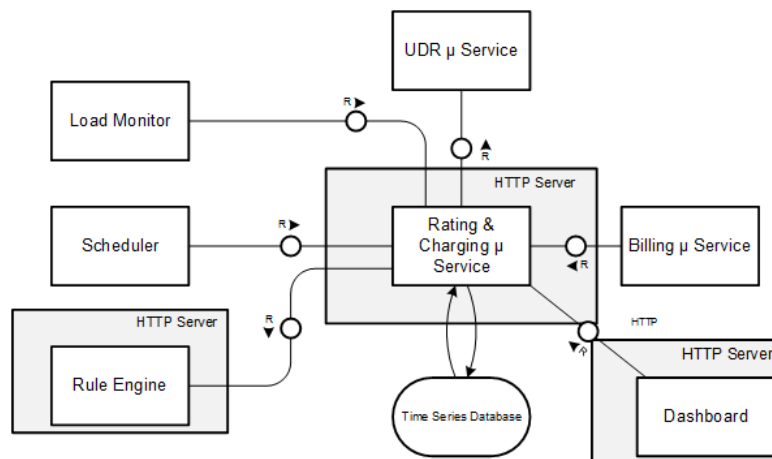 UDR µ Service
R
Load Monitor
R
HTTP Server
Rating &
Charging µ
Service
R
Scheduler
Billing µ Service
R
R
HTTP Server
HTTP
R
Rule Engine
HTTP Server
Time Series Database
Dashboard